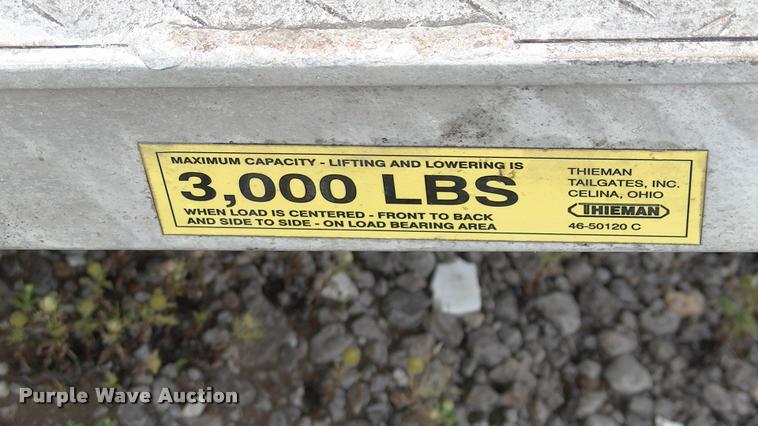 MAXIMUM CAPACITY - LIFTING AND LOWERING IS
3,000 LBS
WHEN LOAD IS CENTERED - FRONT TO BACK
AND SIDE TO SIDE - ON LOAD BEARING AREA
THIEMAN
TAILGATES, INC.
CELINA, OHIO
THIEMAN
46-50120 C
Purple Wave Auction